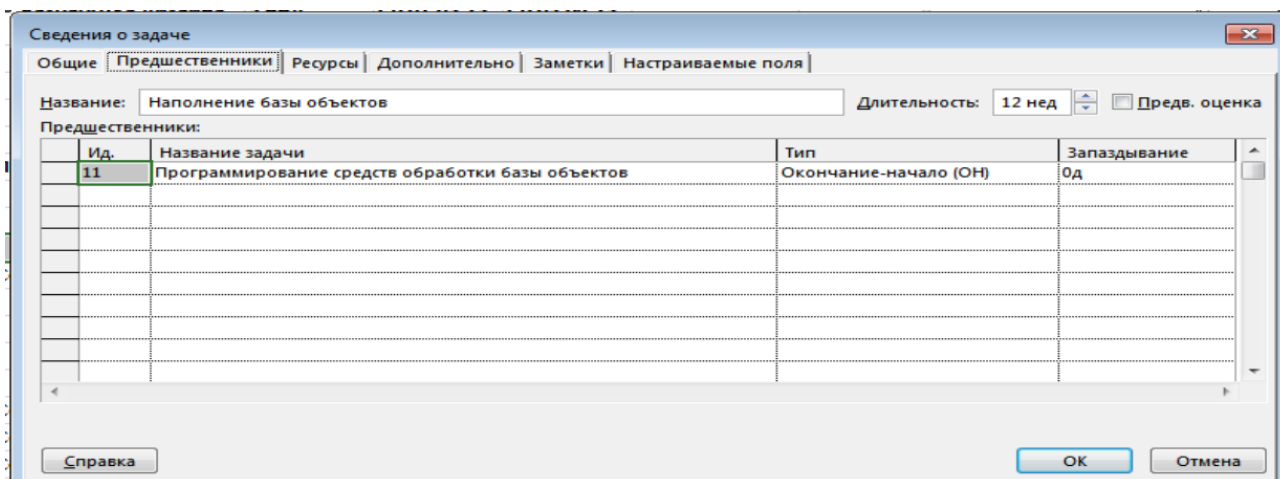 Сведения о задаче
Общие Предшественники Ресурсы Дополнительно Заметки Настраиваемые поля
Название: Наполнение базы объектов Длительность: 12 нед Предв. оценка
Предшественники:
Ид. Название задачи Тип Запаздывание
11 Программирование средств обработки базы объектов Окончание-начало (ОН) 0д
Справка ОК Отмена